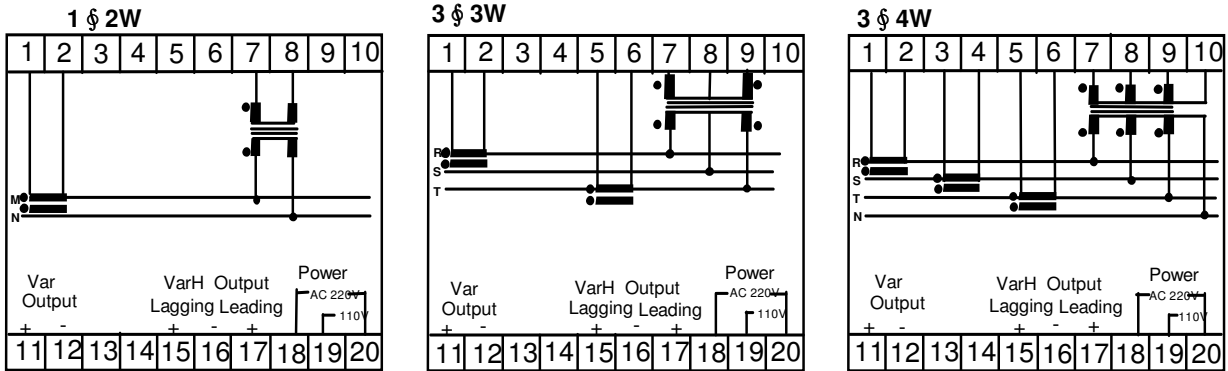 1 ∮ 2W
1 2 3 4 5 6 7 8 9 10
M
N
Var
Output
+ -
VarH Output
Lagging Leading
+ - +
Power
AC 220V
110V
11 12 13 14 15 16 17 18 19 20
3 ∮ 3W
1 2 3 4 5 6 7 8 9 10
R
S
T
Var
Output
+ -
VarH Output
Lagging Leading
+ - +
Power
AC 220V
110V
11 12 13 14 15 16 17 18 19 20
3 ∮ 4W
1 2 3 4 5 6 7 8 9 10
R
S
T
N
Var
Output
+ -
VarH Output
Lagging Leading
+ - +
Power
AC 220V
110V
11 12 13 14 15 16 17 18 19 20